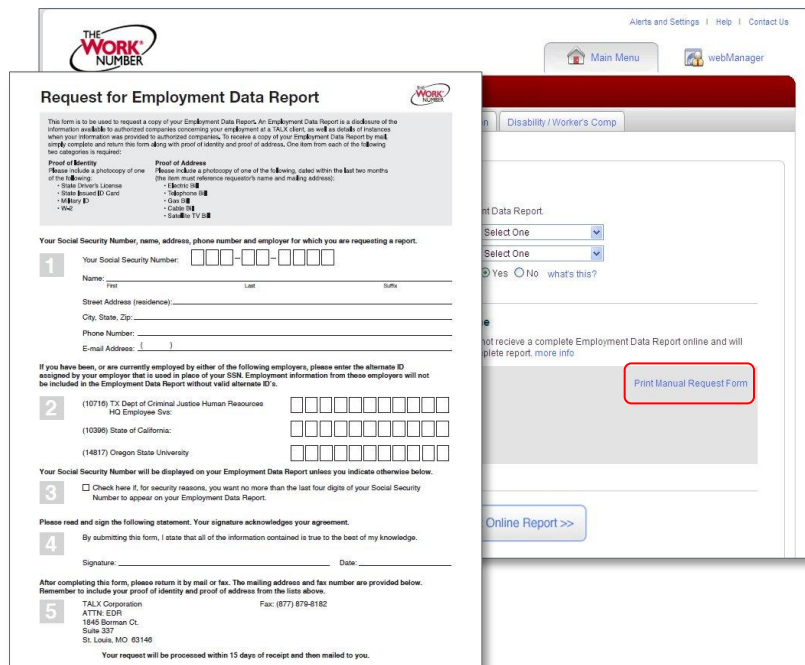 Alerts and Settings | Help | Contact Us
THE
WORK
NUMBER
Main Menu
webManager
Disability / Worker's Comp
nt Data Report.
Select One
Select One
Yes No what's this?
e
not recieve a complete Employment Data Report online and will
plete report. more info
Print Manual Request Form
Online Report >>
Request for Employment Data Report
THE
WORK
NUMBER
This form is to be used to request a copy of your Employment Data Report. An Employment Data Report is a disclosure of the
information available to authorized companies concerning your employment at a TALX client, as well as details of instances
when your information was provided to authorized companies. To receive a copy of your Employment Data Report by mail,
simply complete and return this form along with proof of identity and proof of address. One item from each of the following
two categories is required:
Proof of Identity
Please include a photocopy of one
of the following:
· State Driver's License
· State Issued ID Card
· Military ID
· W-2
Proof of Address
Please include a photocopy of one of the following, dated within the last two months
(the item must reference requestor's name and mailing address):
· Electric Bill
· Telephone Bill
· Gas Bill
· Cable Bill
· Satellite TV Bill
Your Social Security Number, name, address, phone number and employer for which you are requesting a report.
1
Your Social Security Number:
Name:
First Last Suffix
Street Address (residence):
City, State, Zip:
Phone Number:
E-mail Address: ( )
If you have been, or are currently employed by either of the following employers, please enter the alternate ID
assigned by your employer that is used in place of your SSN. Employment information from these employers will not
be included in the Employment Data Report without valid alternate ID's.
2
(10716) TX Dept of Criminal Justice Human Resources
HQ Employee Svs:
(10396) State of California:
(14817) Oregon State University
Your Social Security Number will be displayed on your Employment Data Report unless you indicate otherwise below.
3
Check here if, for security reasons, you want no more than the last four digits of your Social Security
Number to appear on your Employment Data Report.
Please read and sign the following statement. Your signature acknowledges your agreement.
4
By submitting this form, I state that all of the information contained is true to the best of my knowledge.
Signature: Date:
After completing this form, please return it by mail or fax. The mailing address and fax number are provided below.
Remember to include your proof of identity and proof of address from the lists above.
5
TALX Corporation Fax: (877) 879-8182
ATTN: EDR
1845 Borman Ct.
Suite 337
St. Louis, MO 63146
Your request will be processed within 15 days of receipt and then mailed to you.